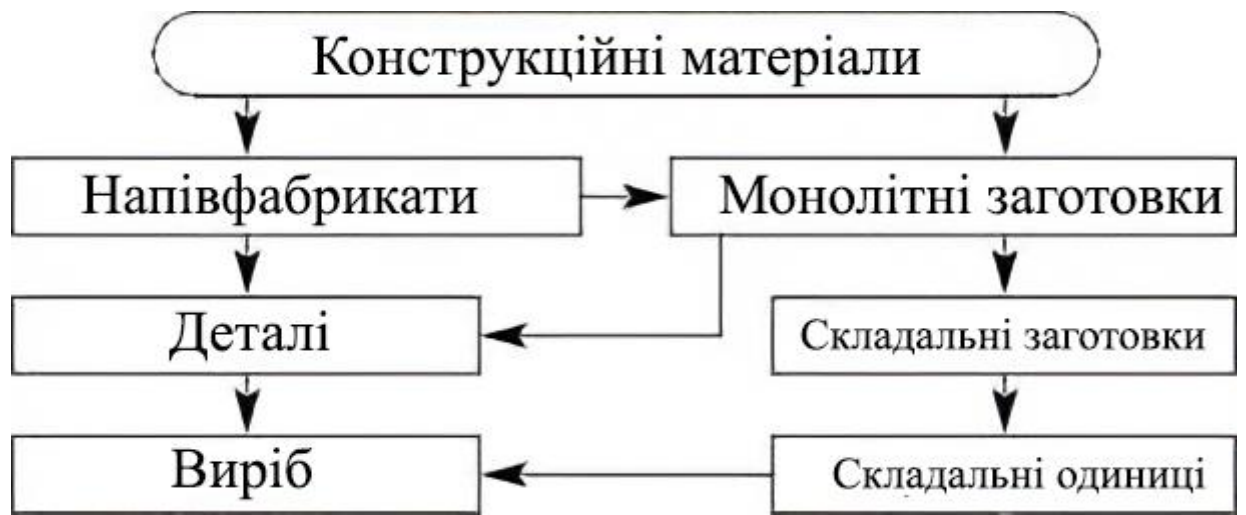 Конструкційні матеріали
Напівфабрикати
Монолітні заготовки
Деталі
Складальні заготовки
Виріб
Складальні одиниці